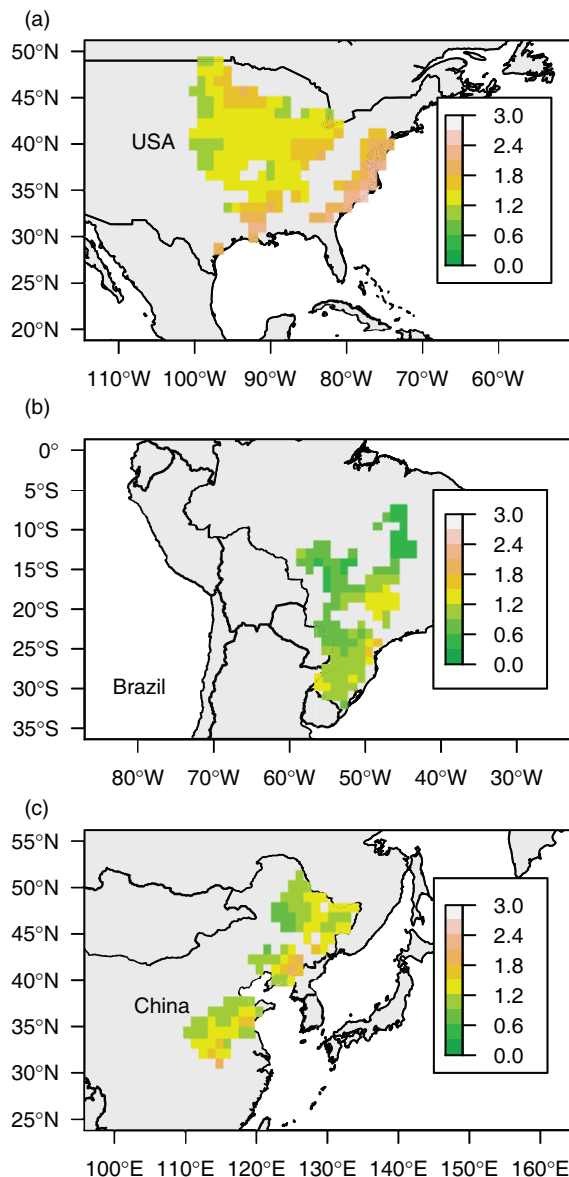 (a)
50°N
45°N
40°N
35°N
30°N
25°N
20°N
USA
3.0
2.4
1.8
1.2
0.6
0.0
110°W 100°W 90°W 80°W 70°W 60°W
(b)
0°
5°S
10°S
15°S
20°S
25°S
30°S
35°S
Brazil
3.0
2.4
1.8
1.2
0.6
0.0
80°W 70°W 60°W 50°W 40°W 30°W
(c)
55°N
50°N
45°N
40°N
35°N
30°N
25°N
China
3.0
2.4
1.8
1.2
0.6
0.0
100°E 110°E 120°E 130°E 140°E 150°E 160°E